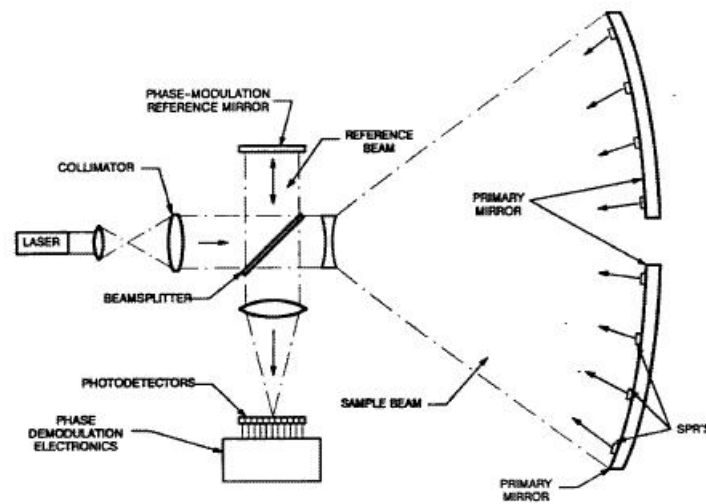 PHASE-MODULATION
REFERENCE MIRROR
REFERENCE
BEAM
COLLIMATOR
PRIMARY
MIRROR
LASER
BEAMSPLITTER
PHOTODETECTORS
SAMPLE BEAM
PHASE
DEMODULATION
ELECTRONICS
SPR'S
PRIMARY
MIRROR